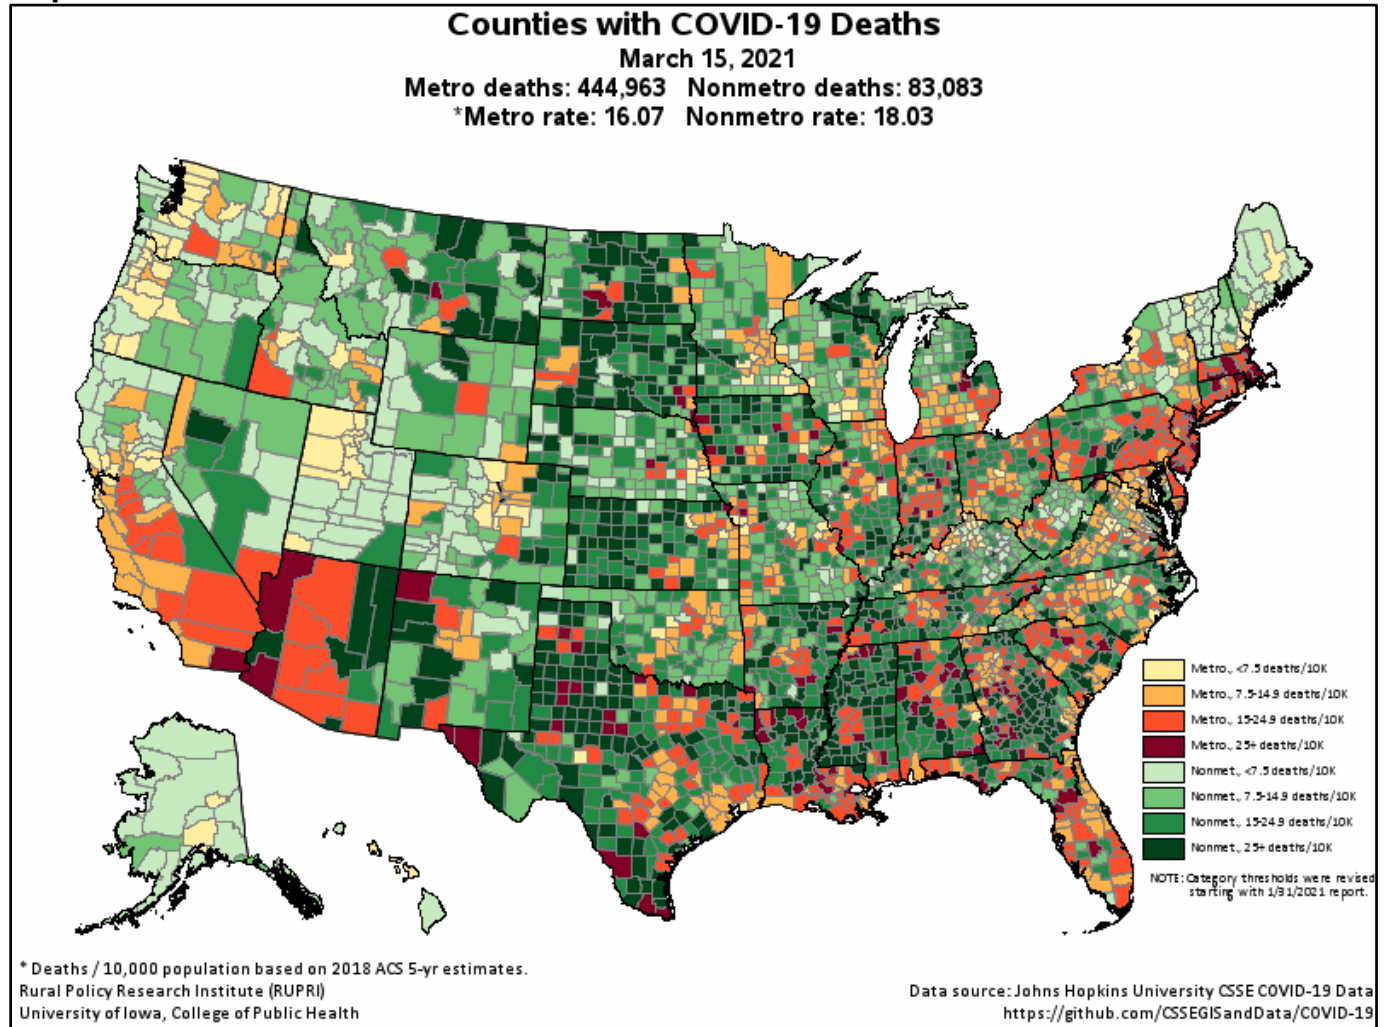 Counties with COVID-19 Deaths
March 15, 2021
Metro deaths: 444,963 Nonmetro deaths: 83,083
*Metro rate: 16.07 Nonmetro rate: 18.03
Metro., <7.5 deaths/10K
Metro., 7.5-14.9 deaths/10K
Metro., 15-24.9 deaths/10K
Metro., 25+ deaths/10K
Nonmet., <7.5 deaths/10K
Nonmet., 7.5-14.9 deaths/10K
Nonmet., 15-24.9 deaths/10K
Nonmet., 25+ deaths/10K
NOTE: Category thresholds were revised
starting with 1/31/2021 report.
* Deaths / 10,000 population based on 2018 ACS 5-yr estimates.
Rural Policy Research Institute (RUPRI)
University of Iowa, College of Public Health
Data source: Johns Hopkins University CSSE COVID-19 Data
https://github.com/CSSEGISandData/COVID-19